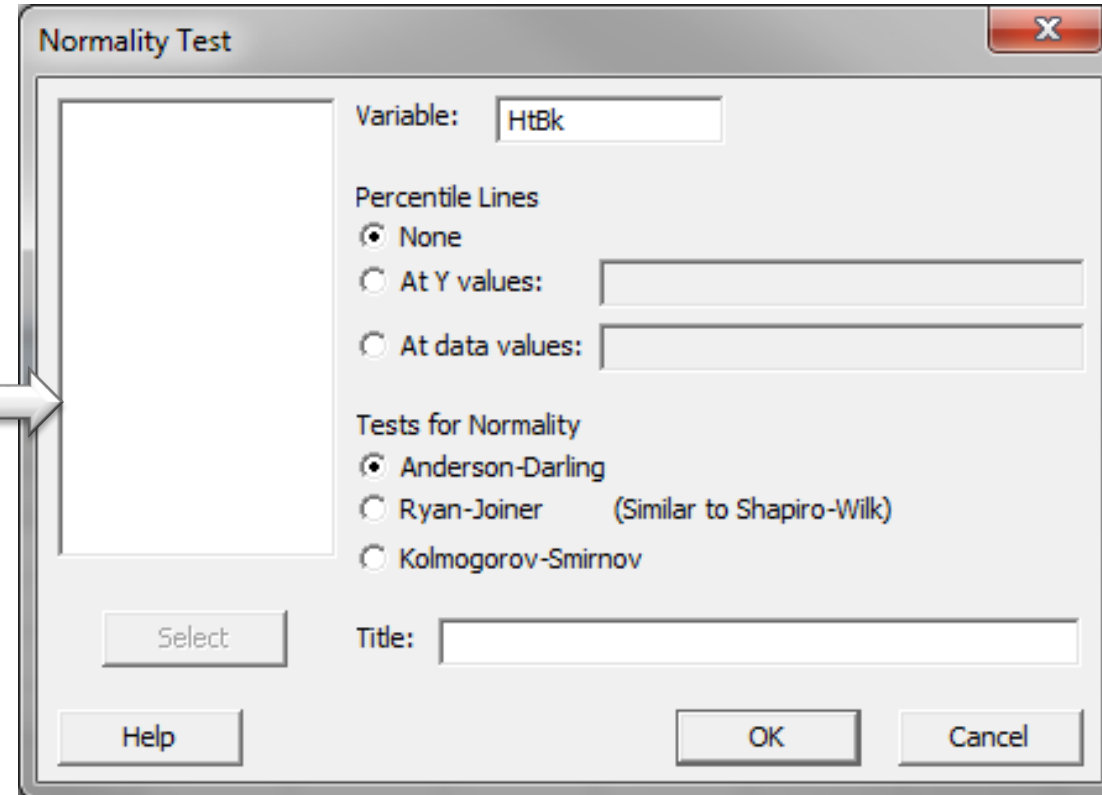 Normality Test
X
Variable: HtBk
Percentile Lines
None
At Y values:
At data values:
Tests for Normality
Anderson-Darling
Ryan-Joiner (Similar to Shapiro-Wilk)
Kolmogorov-Smirnov
Select
Title:
Help
OK
Cancel